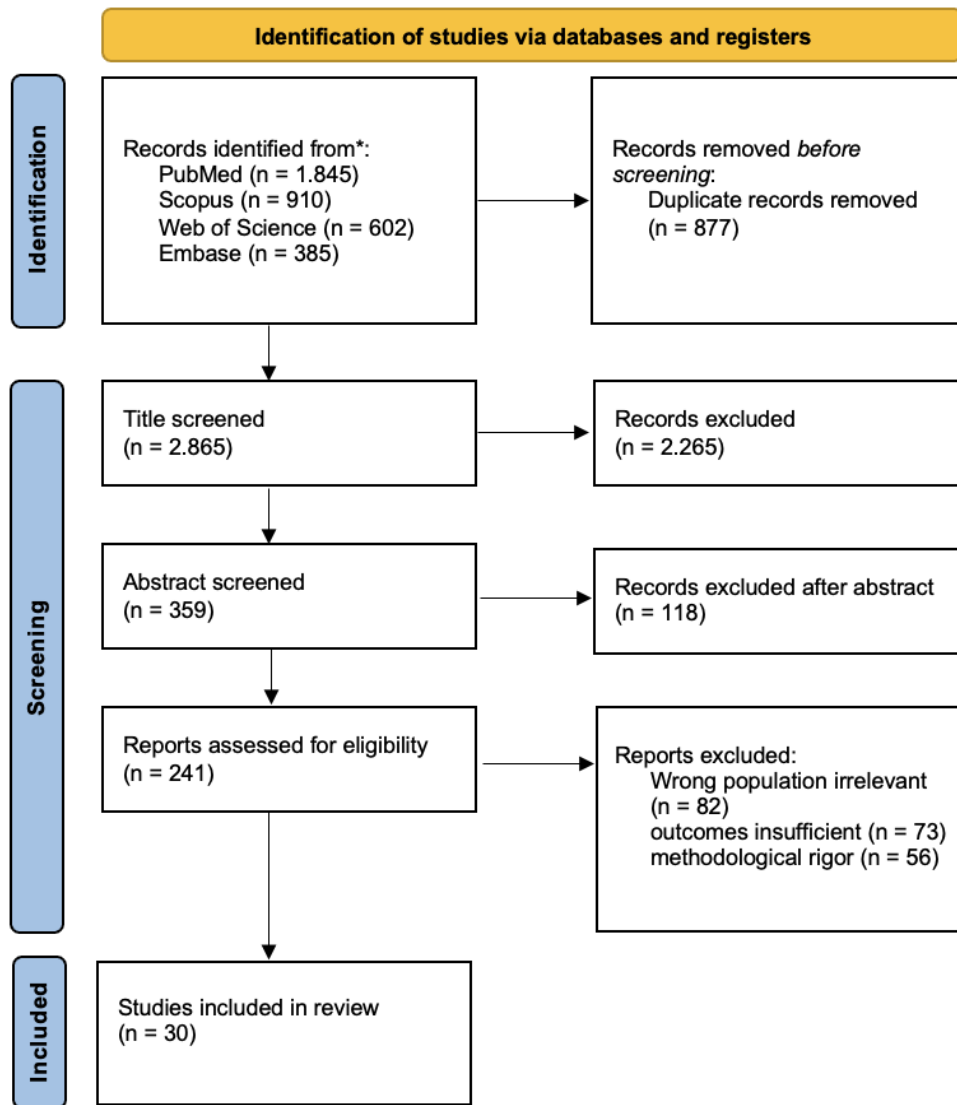 Identification of studies via databases and registers
Identification
Records identified from*:
PubMed (n = 1.845)
Scopus (n = 910)
Web of Science (n = 602)
Embase (n = 385)
Records removed before
screening:
Duplicate records removed
(n = 877)
Screening
Title screened
(n = 2.865)
Records excluded
(n = 2.265)
Abstract screened
(n = 359)
Records excluded after abstract
(n = 118)
Reports assessed for eligibility
(n = 241)
Reports excluded:
Wrong population irrelevant
(n = 82)
outcomes insufficient (n = 73)
methodological rigor (n = 56)
Included
Studies included in review
(n = 30)